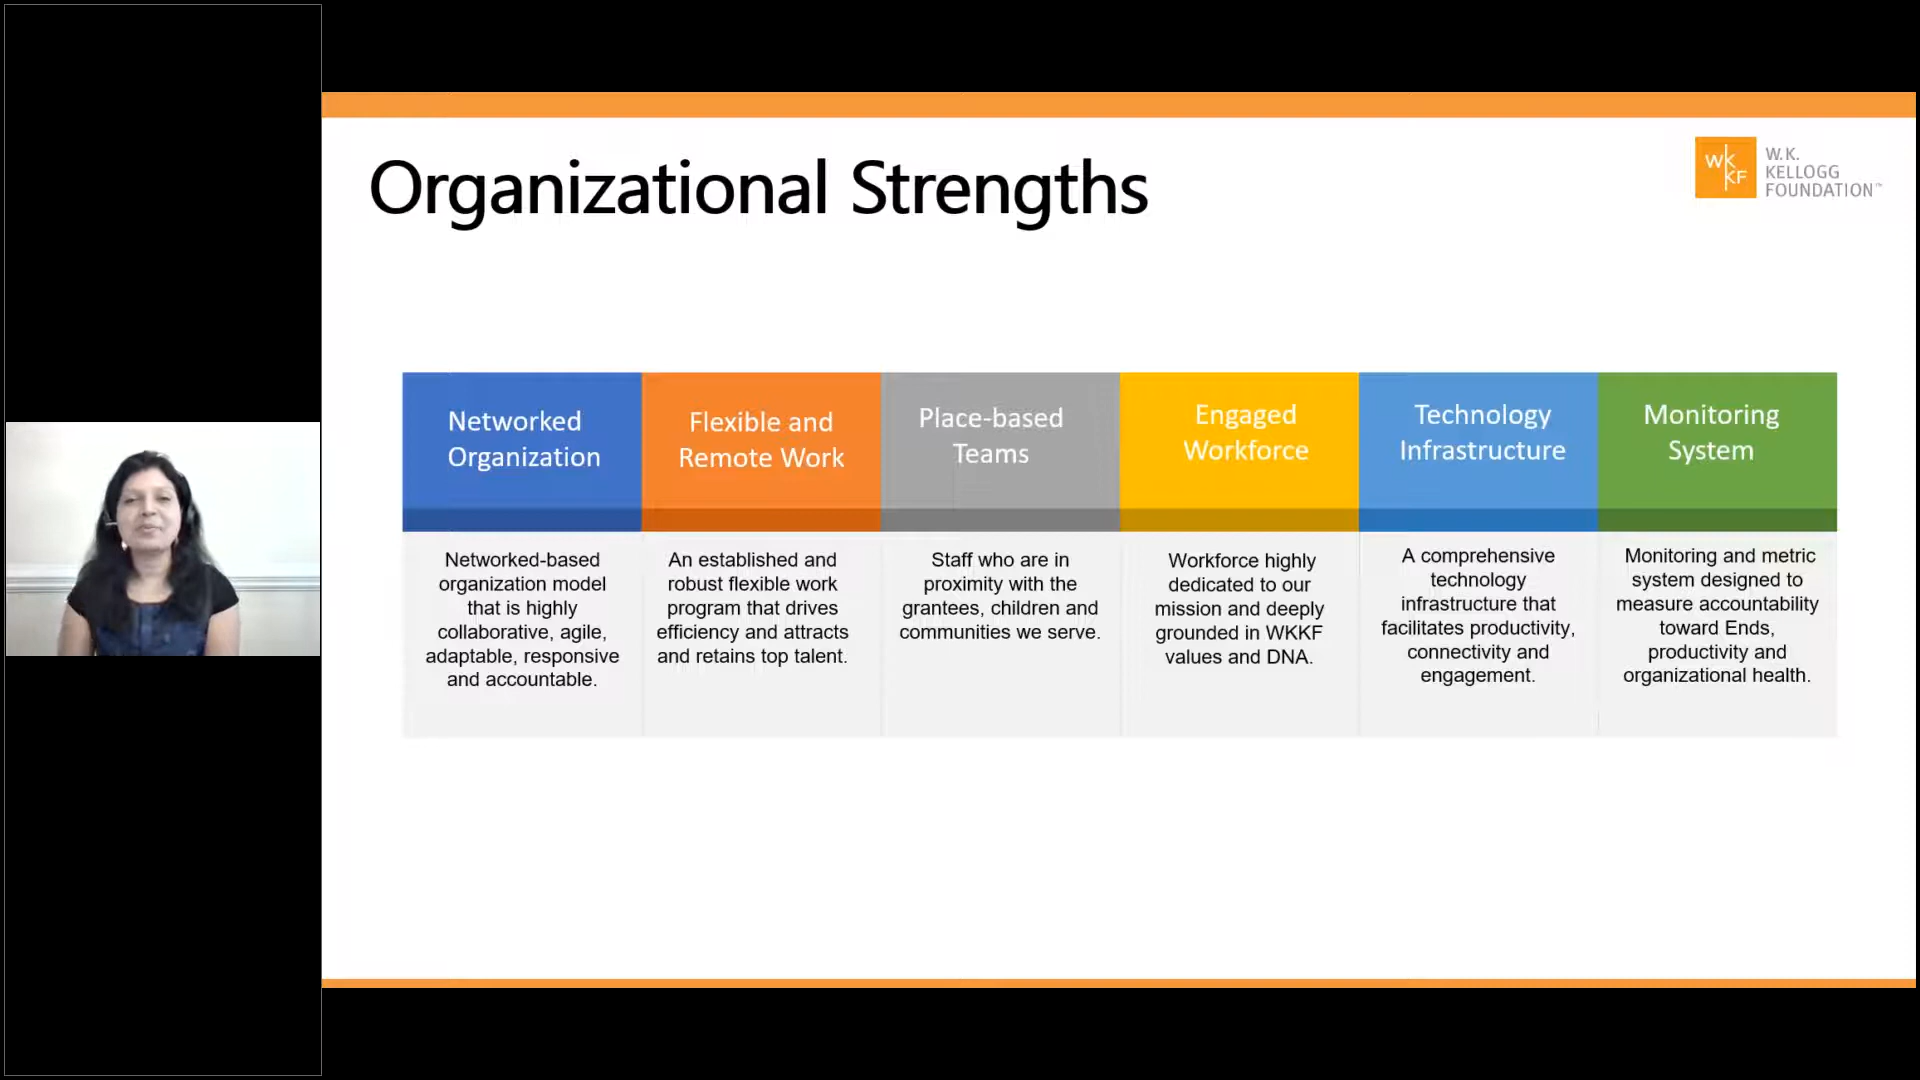 Organizational Strengths
WK
KF
W.K.
KELLOGG
FOUNDATION™
Networked
Organization
Networked-based
organization model
that is highly
collaborative, agile,
adaptable, responsive
and accountable.
Flexible and
Remote Work
An established and
robust flexible work
program that drives
efficiency and attracts
and retains top talent.
Place-based
Teams
Staff who are in
proximity with the
grantees, children and
communities we serve.
Engaged
Workforce
Workforce highly
dedicated to our
mission and deeply
grounded in WKKF
values and DNA.
Technology
Infrastructure
A comprehensive
technology
infrastructure that
facilitates productivity,
connectivity and
engagement.
Monitoring
System
Monitoring and metric
system designed to
measure accountability
toward Ends,
productivity and
organizational health.